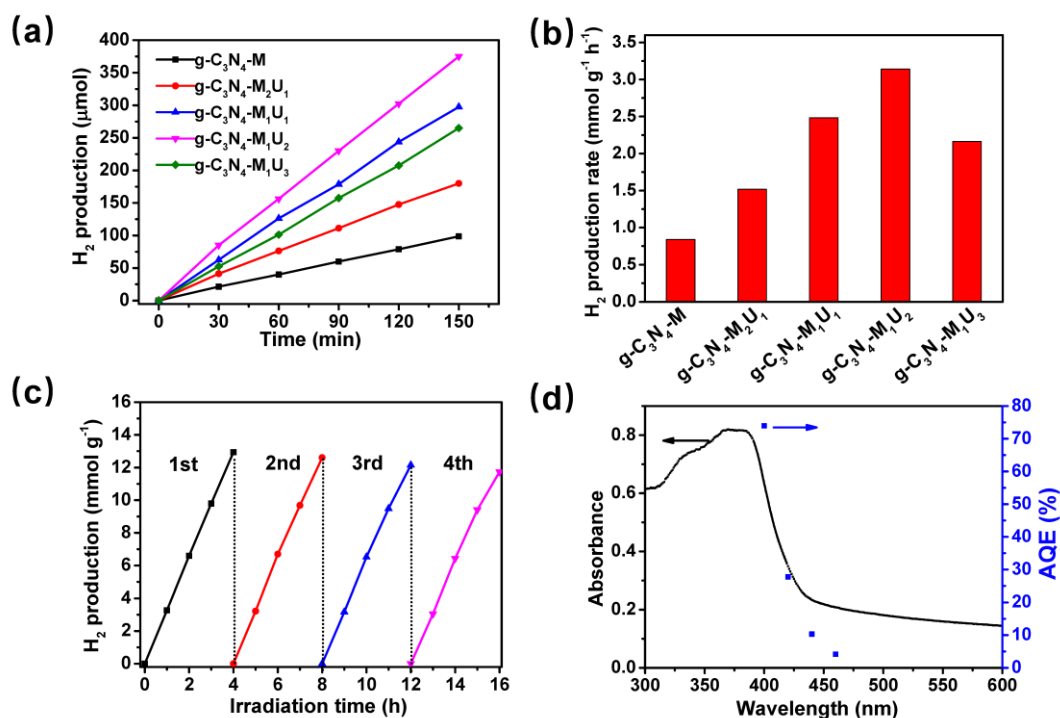 (a)
H₂ production (μmol)
400
350
300
250
200
150
100
50
0
g-C₃N₄-M
g-C₃N₄-M₂U₁
g-C₃N₄-M₁U₁
g-C₃N₄-M₁U₂
g-C₃N₄-M₁U₃
0 30 60 90 120 150
Time (min)
(b)
H₂ production rate (mmol g⁻¹ h⁻¹)
3.5
3.0
2.5
2.0
1.5
1.0
0.5
0.0
g-C₃N₄-M
g-C₃N₄-M₂U₁
g-C₃N₄-M₁U₁
g-C₃N₄-M₁U₂
g-C₃N₄-M₁U₃
(c)
H₂ production (mmol g⁻¹)
16
14
12
10
8
6
4
2
0
1st 2nd 3rd 4th
0 2 4 6 8 10 12 14 16
Irradiation time (h)
(d)
Absorbance
0.8
0.6
0.4
0.2
0.0
300 350 400 450 500 550 600
Wavelength (nm)
80
70
60
50
40
30
20
10
0
AQE (%)